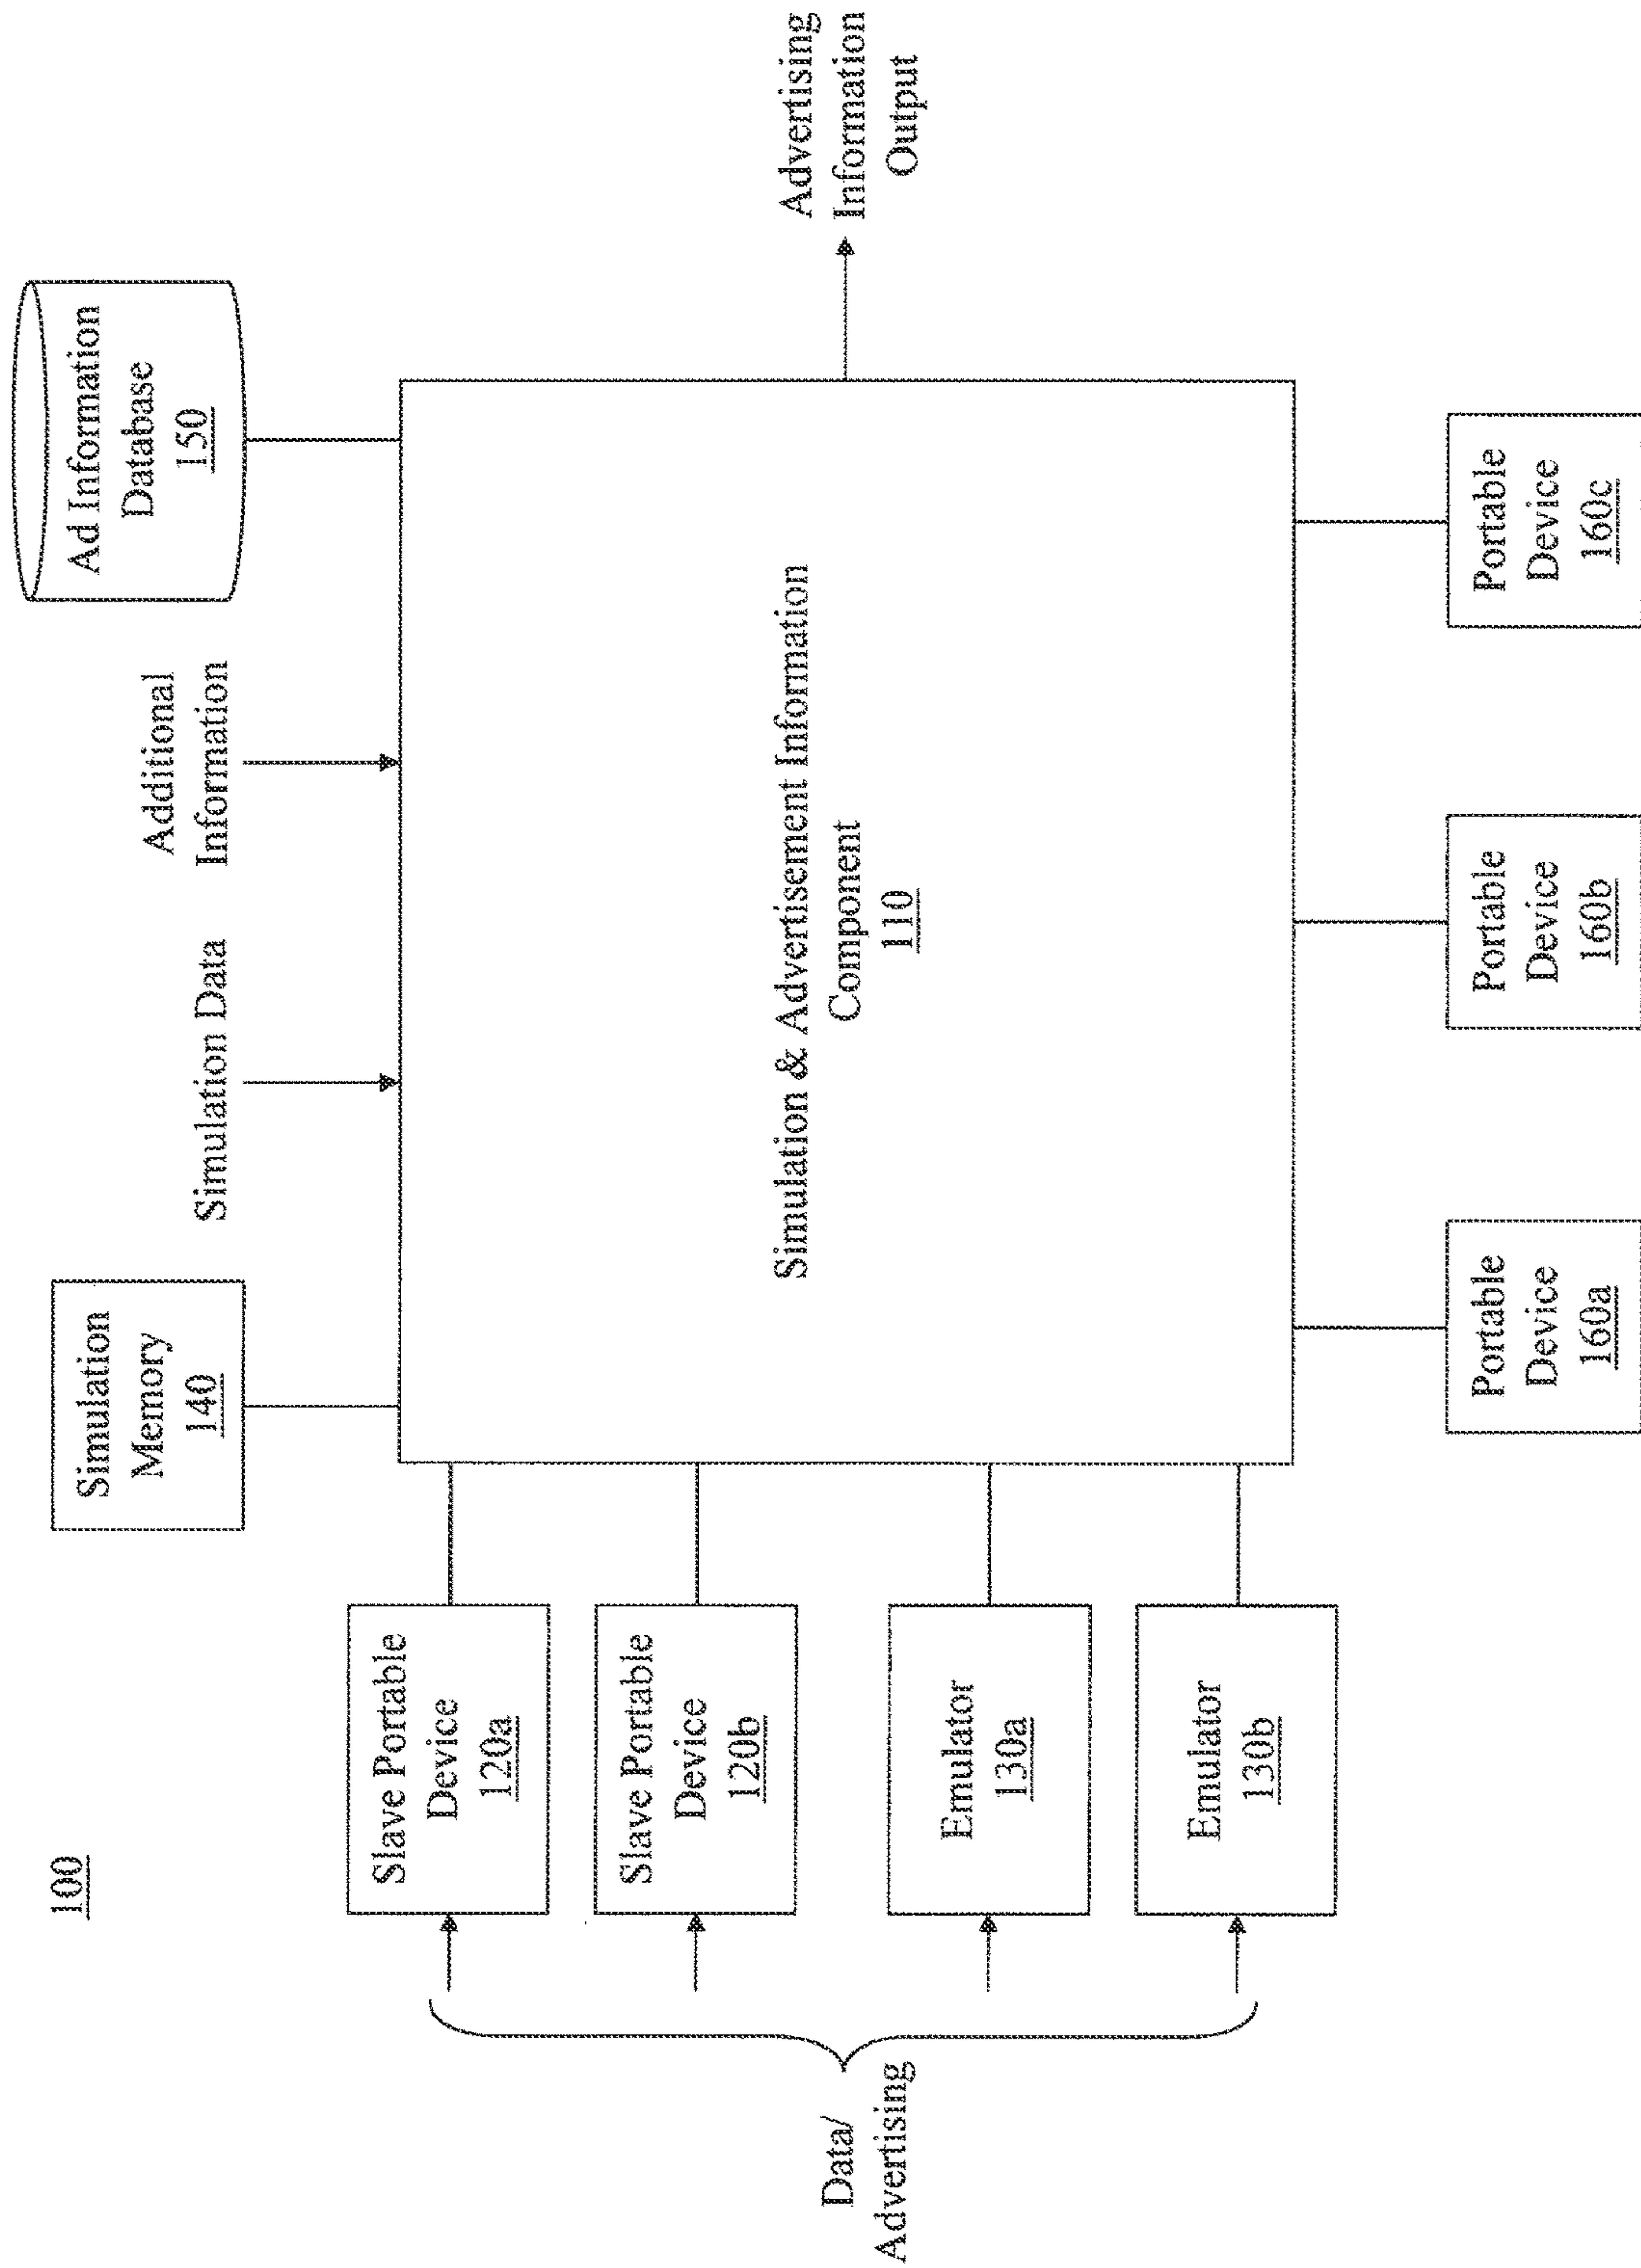 100
Simulation
Memory
140
Simulation Data
Additional
Information
Ad Information
Database
150
Data/
Advertising
Slave Portable
Device
120a
Slave Portable
Device
120b
Emulator
130a
Emulator
130b
Simulation & Advertisement Information
Component
110
Advertising
Information
Output
Portable
Device
160a
Portable
Device
160b
Portable
Device
160c